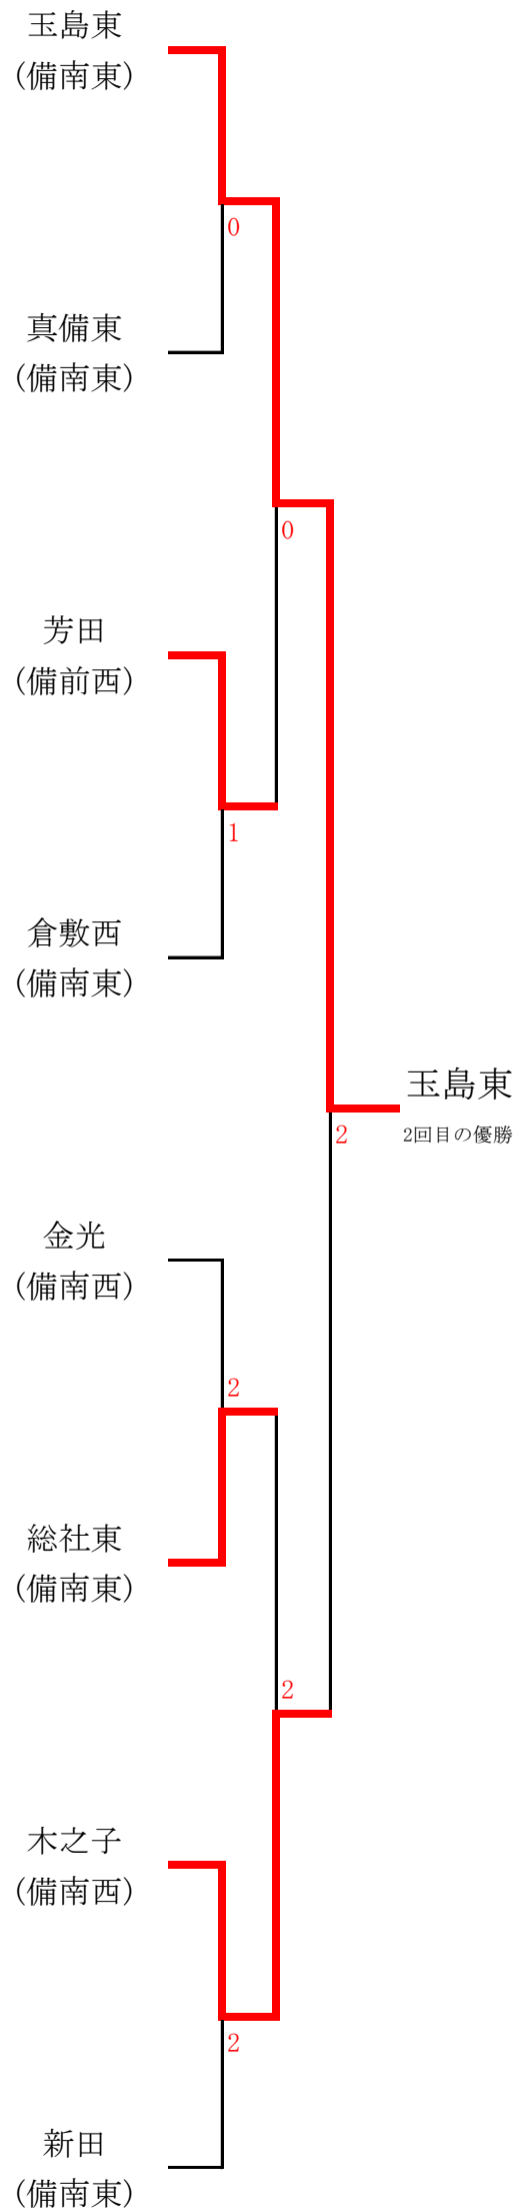 玉島東
(備南東)
0
真備東
(備南東)
0
芳田
(備前西)
1
倉敷西
(備南東)
玉島東
2
2回目の優勝
金光
(備南西)
2
総社東
(備南東)
2
木之子
(備南西)
2
新田
(備南東)